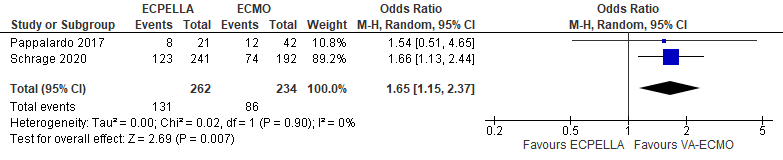 ECPELLA ECMO Odds Ratio Odds Ratio
Study or Subgroup Events Total Events Total Weight M-H, Random, 95% CI M-H, Random, 95% CI
Pappalardo 2017 8 21 12 42 10.8% 1.54 [0.51, 4.65]
Schrage 2020 123 241 74 192 89.2% 1.66 [1.13, 2.44]
Total (95% CI) 262 234 100.0% 1.65 [1.15, 2.37]
Total events 131 86
Heterogeneity: Tau² = 0.00; Chi² = 0.02, df = 1 (P = 0.90); I² = 0%
Test for overall effect: Z = 2.69 (P = 0.007)
0.2 0.5 1 2 5
Favours ECPELLA Favours VA-ECMO